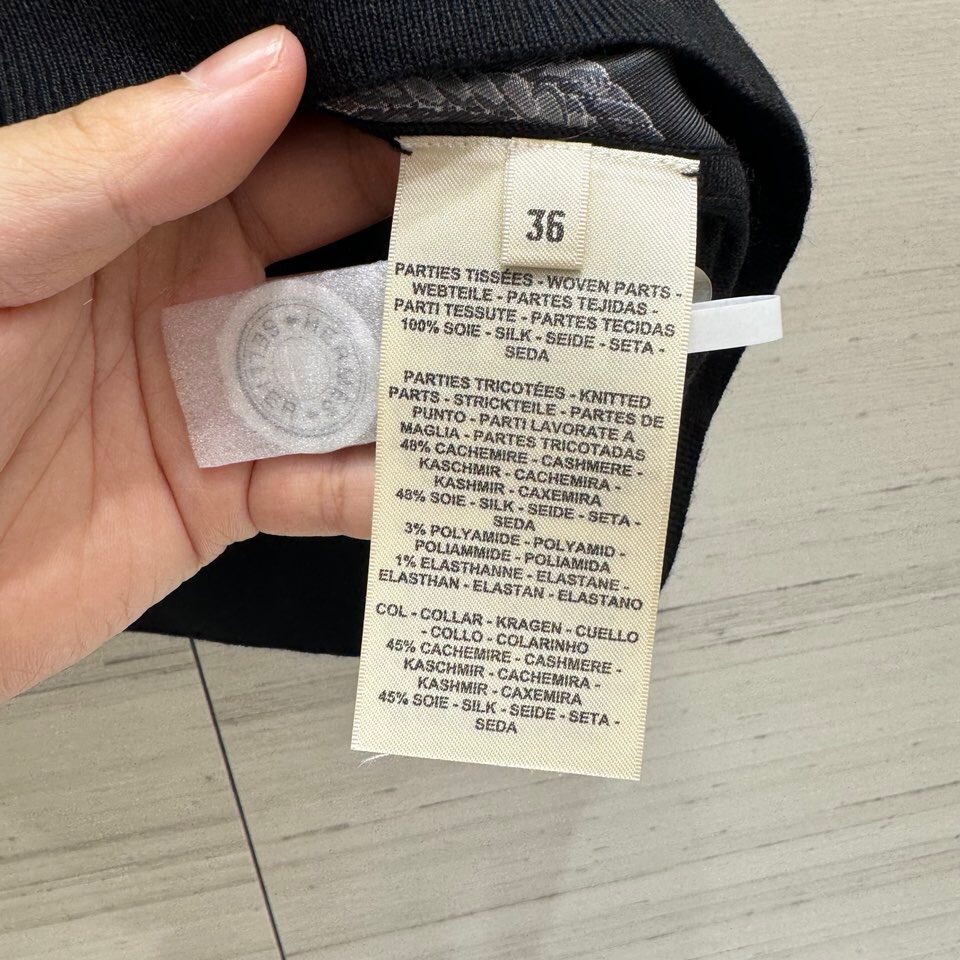 36
PARTIES TISSÉES - WOVEN PARTS -
WEBTEILE - PARTES TEJIDAS -
PARTI TESSUTE - PARTES TECIDAS
100% SOIE - SILK - SEIDE - SETA -
SEDA
PARTIES TRICOTÉES - KNITTED
PARTS - STRICKTEILE - PARTES DE
PUNTO - PARTI LAVORATE A
MAGLIA - PARTES TRICOTADAS
48% CACHEMIRE - CASHMERE -
KASCHMIR - CACHEMIRA -
KASHMIR - CAXEMIRA
48% SOIE - SILK - SEIDE - SETA -
SEDA
3% POLYAMIDE - POLYAMID -
POLIAMMIDE - POLIAMIDA
1% ELASTHANNE - ELASTANE -
ELASTHAN - ELASTAN - ELASTANO
COL - COLLAR - KRAGEN - CUELLO
- COLLO - COLARINHO
45% CACHEMIRE - CASHMERE -
KASCHMIR - CACHEMIRA -
KASHMIR - CAXEMIRA
45% SOIE - SILK - SEIDE - SETA -
SEDA
HERMES SELLIER